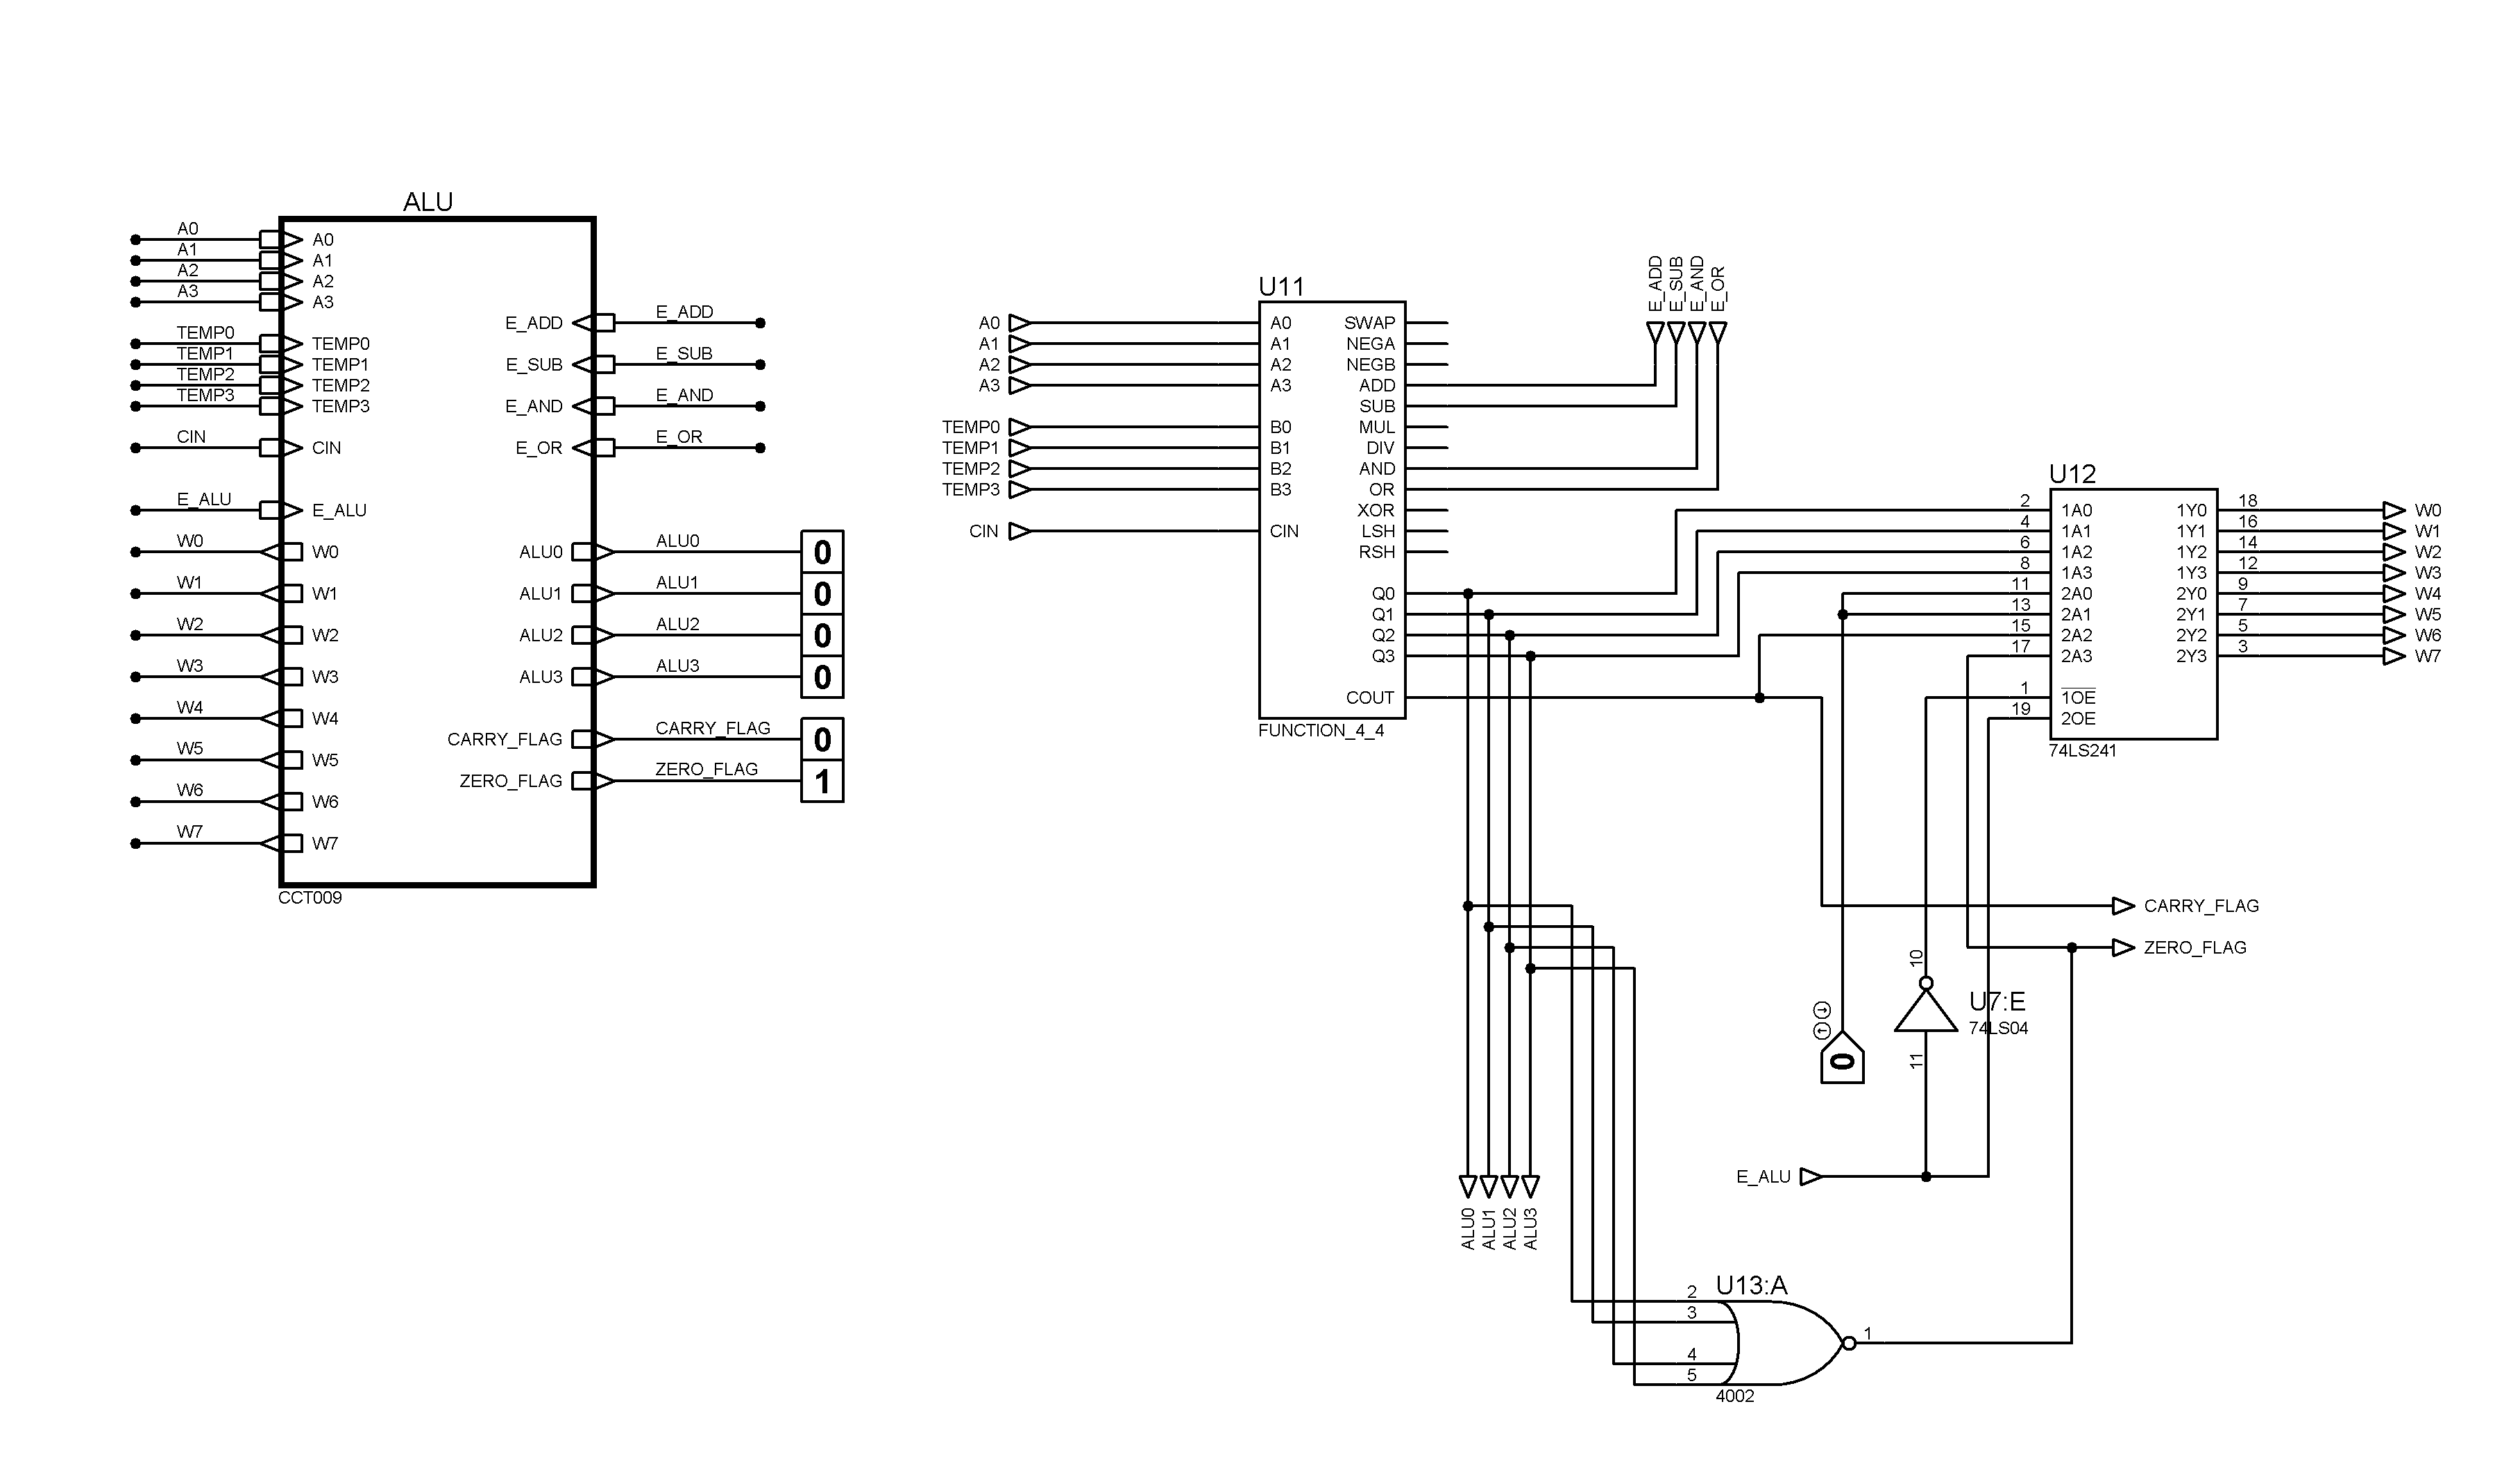 ALU
A0
A1
A2
A3
A0
A1
A2
A3
TEMP0
TEMP1
TEMP2
TEMP3
TEMP0
TEMP1
TEMP2
TEMP3
CIN
CIN
E_ALU
E_ALU
W0
W0
W1
W1
W2
W2
W3
W3
W4
W4
W5
W5
W6
W6
W7
W7
E_ADD
E_ADD
E_SUB
E_SUB
E_AND
E_AND
E_OR
E_OR
ALU0
ALU0
0
ALU1
ALU1
0
ALU2
ALU2
0
ALU3
ALU3
0
CARRY_FLAG
CARRY_FLAG
0
ZERO_FLAG
ZERO_FLAG
1
CCT009
U11
A0
A1
A2
A3
TEMP0
TEMP1
TEMP2
TEMP3
CIN
A0
A1
A2
A3
B0
B1
B2
B3
CIN
SWAP
NEGA
NEGB
ADD
SUB
MUL
DIV
AND
OR
XOR
LSH
RSH
Q0
Q1
Q2
Q3
COUT
FUNCTION_4_4
E_ADD
E_SUB
E_AND
E_OR
U12
2
4
6
8
11
13
15
17
1
19
1A0
1A1
1A2
1A3
2A0
2A1
2A2
2A3
1OE
2OE
1Y0
1Y1
1Y2
1Y3
2Y0
2Y1
2Y2
2Y3
18
16
14
12
9
7
5
3
W0
W1
W2
W3
W4
W5
W6
W7
74LS241
CARRY_FLAG
ZERO_FLAG
10
U7:E
74LS04
11
0
E_ALU
ALU0
ALU1
ALU2
ALU3
U13:A
2
3
4
5
1
4002